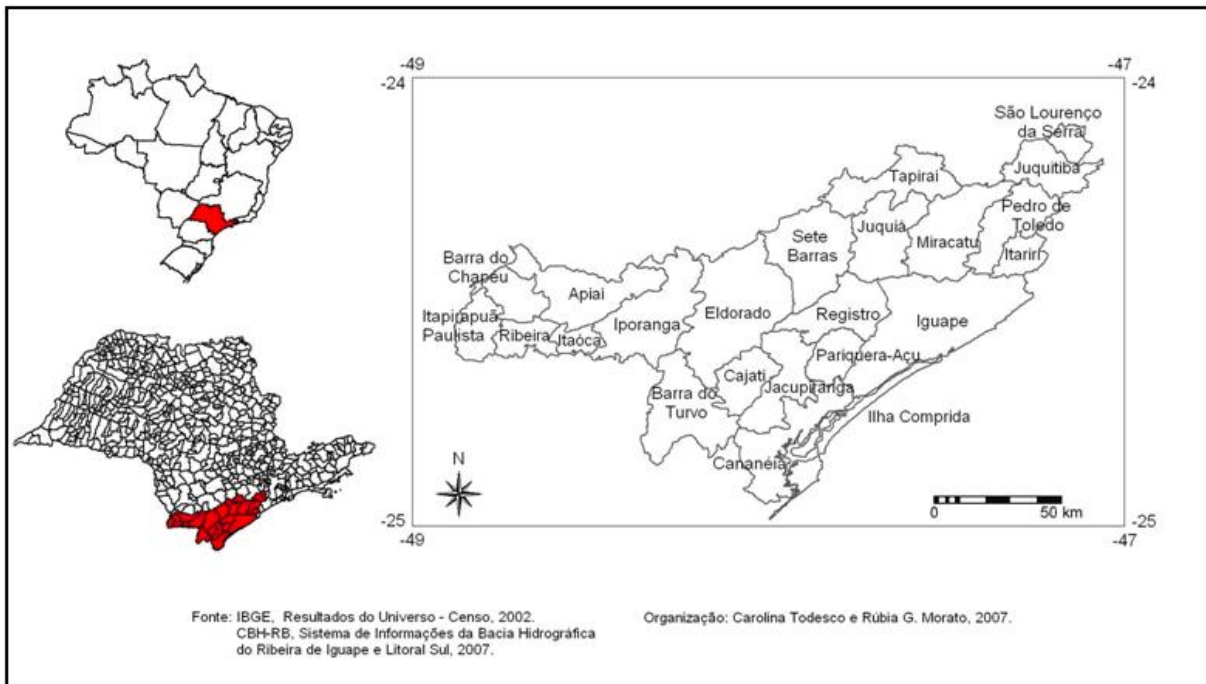 -49
-47
-24
-24
São Lourenço
da Serra
Juquitiba
Tapirai
Pedro de
Toledo
Juquiá
Miracatu
Sete
Barras
Itariri
Barra do
Chapéu
Apiai
Itapirapuã
Paulista
Ribeira
Itaóca
Iporanga
Eldorado
Registro
Iguape
Pariquera-Açu
Cajati
Jacupiranga
Barra do
Turvo
Ilha Comprida
Cananéia
N
0
50 km
-25
-25
-49
-47
Fonte: IBGE, Resultados do Universo - Censo, 2002.
CBH-RB, Sistema de Informações da Bacia Hidrográfica
do Ribeira de Iguape e Litoral Sul, 2007.
Organização: Carolina Todesco e Rúbia G. Morato, 2007.